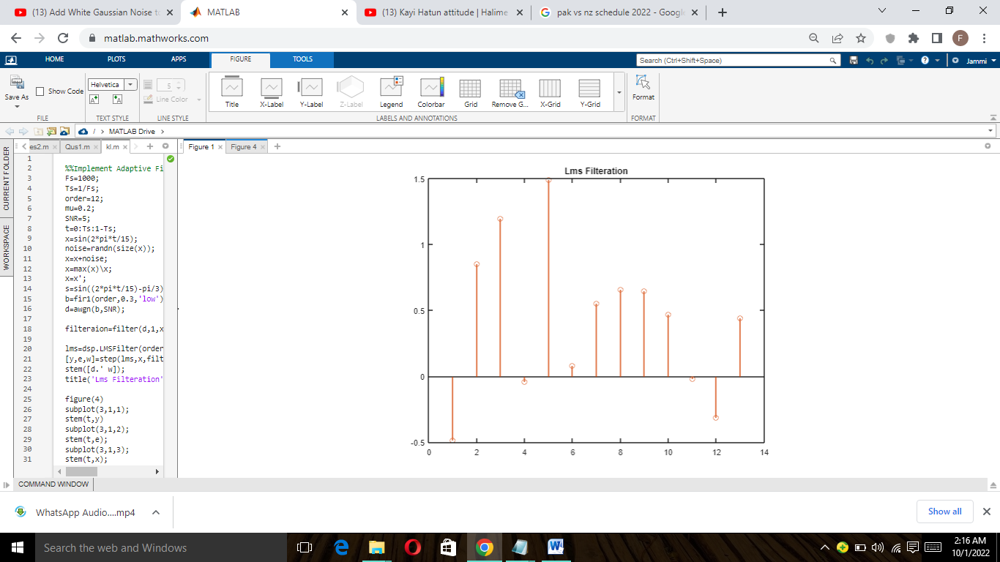 (13) Add White Gaussian Noise to
MATLAB
(13) Kayi Hatun attitude | Halime
pak vs nz schedule 2022 - Google
matlab.mathworks.com
F
HOME
PLOTS
APPS
FIGURE
TOOLS
Search (Ctrl+Shift+Space)
Jammi
Save As
Show Code
Helvetica
5
Line Color
Title
X-Label
Y-Label
Z-Label
Legend
Colorbar
Grid
Remove G...
X-Grid
Y-Grid
Format
FILE
TEXT STYLE
LINE STYLE
LABELS AND ANNOTATIONS
FORMAT
/ > MATLAB Drive >
CURRENT FOLDER
WORKSPACE
es2.m
Qus1.m
kl.m
1
2 %%Implement Adaptive Fi
3 Fs=1000;
4 Ts=1/Fs;
5 order=12;
6 mu=0.2;
7 SNR=5;
8 t=0:Ts:1-Ts;
9 x=sin(2*pi*t/15);
10 noise=randn(size(x));
11 x=x+noise;
12 x=max(x)\x;
13 x=x';
14 s=sin((2*pi*t/15)-pi/3)
15 b=fir1(order,0.3,'low')
16 d=awgn(b,SNR);
17
18 filteraion=filter(d,1,x
19
20 lms=dsp.LMSFilter(order
21 [y,e,w]=step(lms,x,filt
22 stem([d.' w]);
23 title('Lms Filteration'
24
25 figure(4)
26 subplot(3,1,1);
27 stem(t,y)
28 subplot(3,1,2);
29 stem(t,e);
30 subplot(3,1,3);
31 stem(t,x);
Figure 1
Figure 4
Lms Filteration
1.5
1
0.5
0
-0.5
0 2 4 6 8 10 12 14
COMMAND WINDOW
WhatsApp Audio....mp4
Show all
Search the web and Windows
2:16 AM
10/1/2022